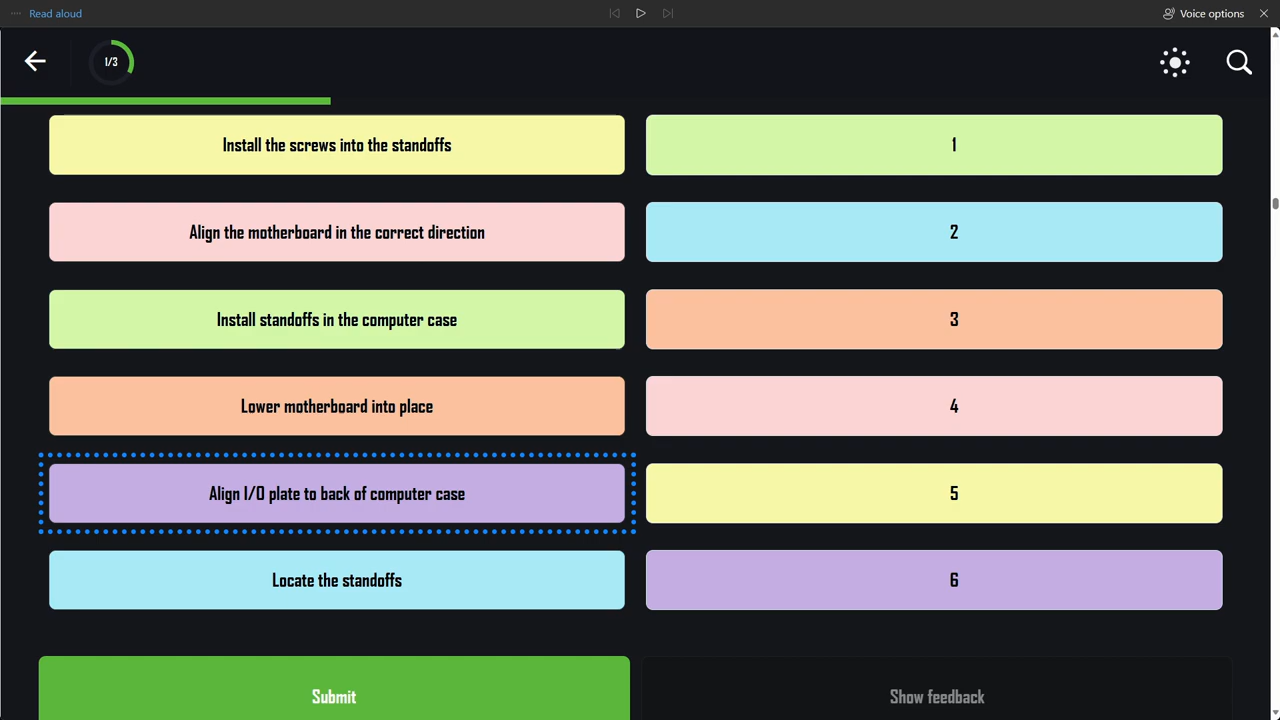 Read aloud
Voice options
1/3
Install the screws into the standoffs
1
Align the motherboard in the correct direction
2
Install standoffs in the computer case
3
Lower motherboard into place
4
Align I/O plate to back of computer case
5
Locate the standoffs
6
Submit
Show feedback